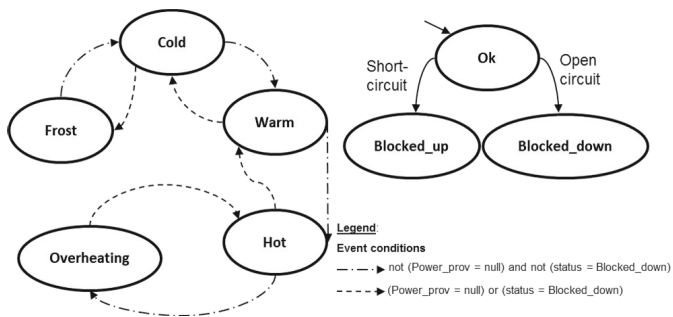 Cold
Ok
Short-
circuit
Open
circuit
Frost
Warm
Blocked_up
Blocked_down
Overheating
Hot
Legend:
Event conditions
not (Power_prov = null) and not (status = Blocked_down)
(Power_prov = null) or (status = Blocked_down)